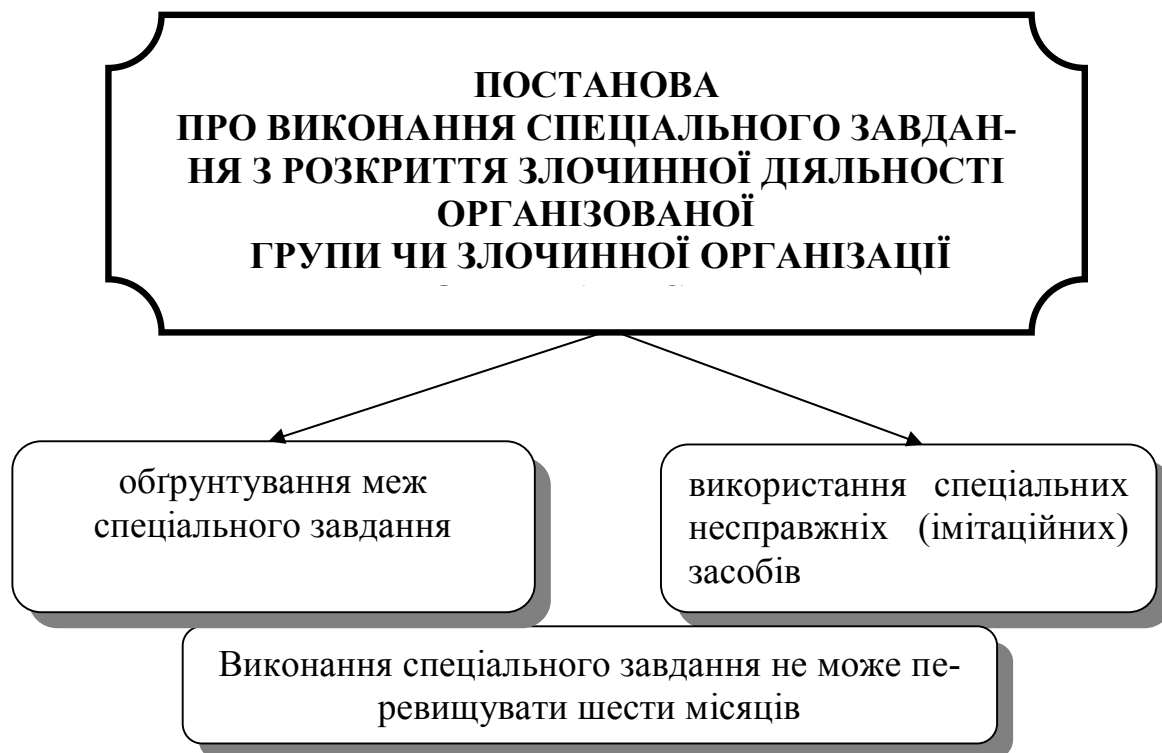 ПОСТАНОВА
ПРО ВИКОНАННЯ СПЕЦІАЛЬНОГО ЗАВДАН-
НЯ З РОЗКРИТТЯ ЗЛОЧИННОЇ ДІЯЛЬНОСТІ
ОРГАНІЗОВАНОЇ
ГРУПИ ЧИ ЗЛОЧИННОЇ ОРГАНІЗАЦІЇ
обґрунтування меж
спеціального завдання
використання спеціальних
несправжніх (імітаційних)
засобів
Виконання спеціального завдання не може пе-
ревищувати шести місяців